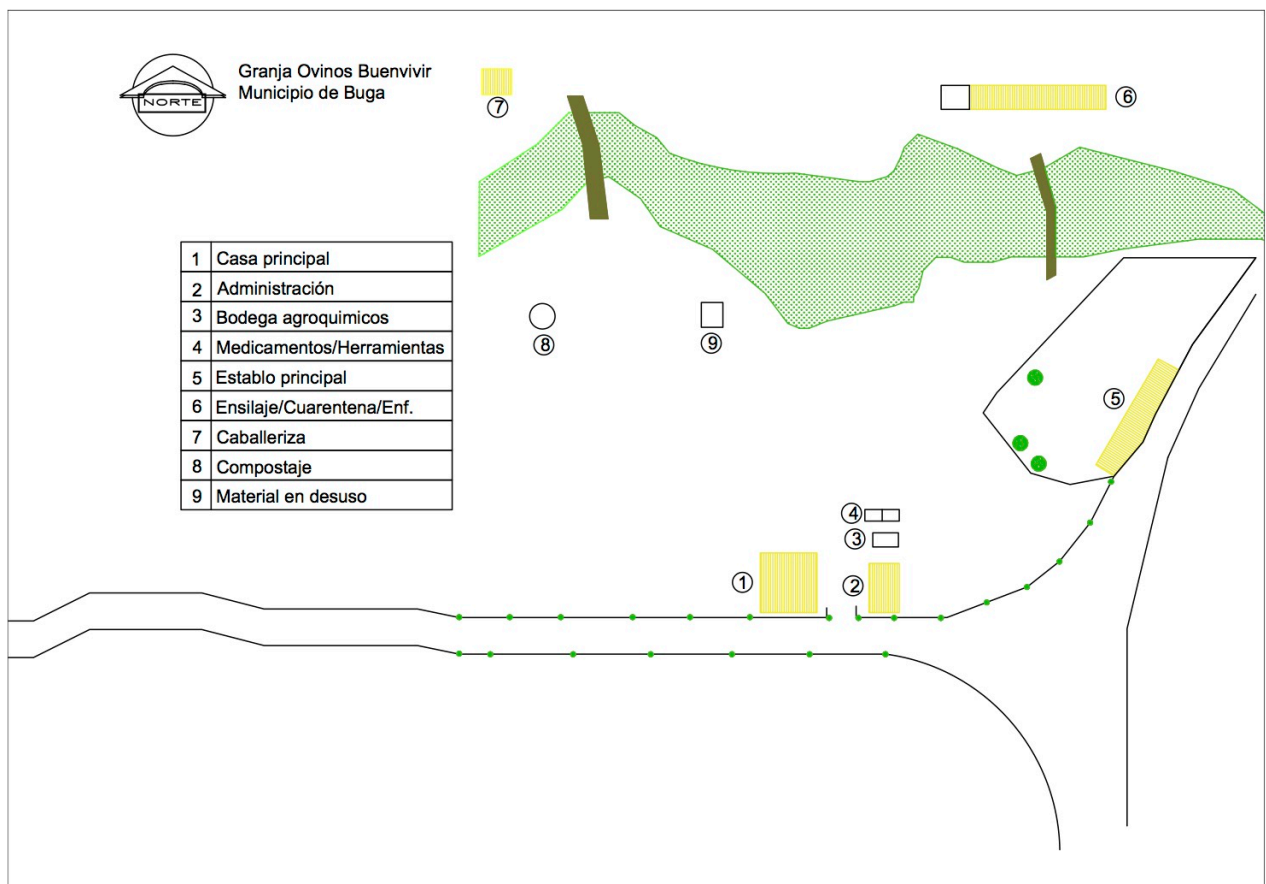 NORTE
Granja Ovinos Buenvivir
Municipio de Buga
7
6
1 Casa principal
2 Administración
3 Bodega agroquimicos
4 Medicamentos/Herramientas
5 Establo principal
6 Ensilaje/Cuarentena/Enf.
7 Caballeriza
8 Compostaje
9 Material en desuso
8
9
5
4
3
1
2